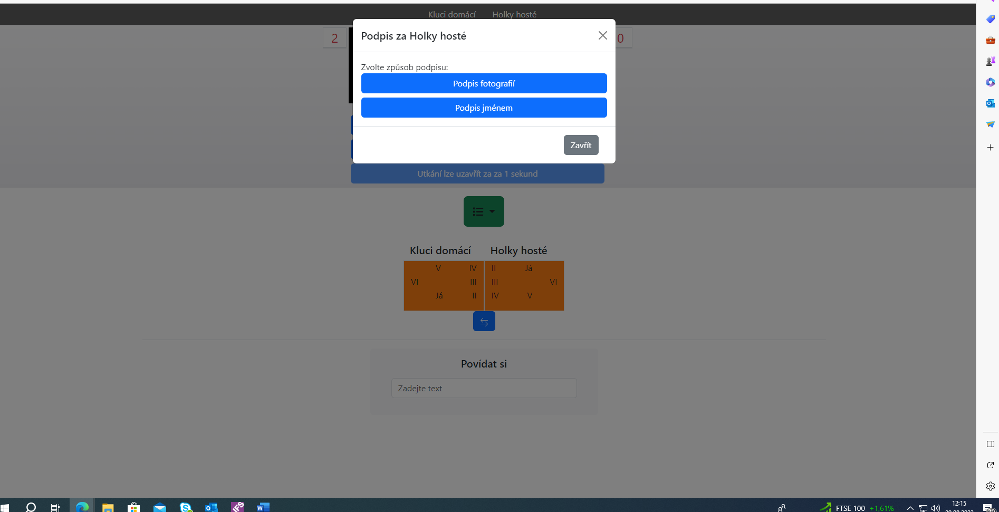 Kluci domácí Holky hosté
2 0
Podpis za Holky hosté
Zvolte způsob podpisu:
Podpis fotografií
Podpis jménem
Zavřít
Utkání lze uzavřít za za 1 sekund
Kluci domácí Holky hosté
V IV II Já
VI III III VI
Já II IV V
Povídat si
Zadejte text
FTSE 100 +1,61%
12:15